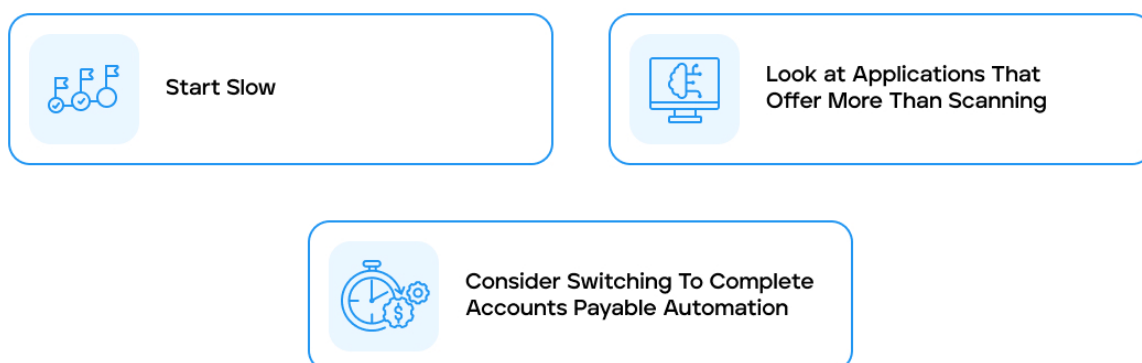 Start Slow
Look at Applications That
Offer More Than Scanning
Consider Switching To Complete
Accounts Payable Automation